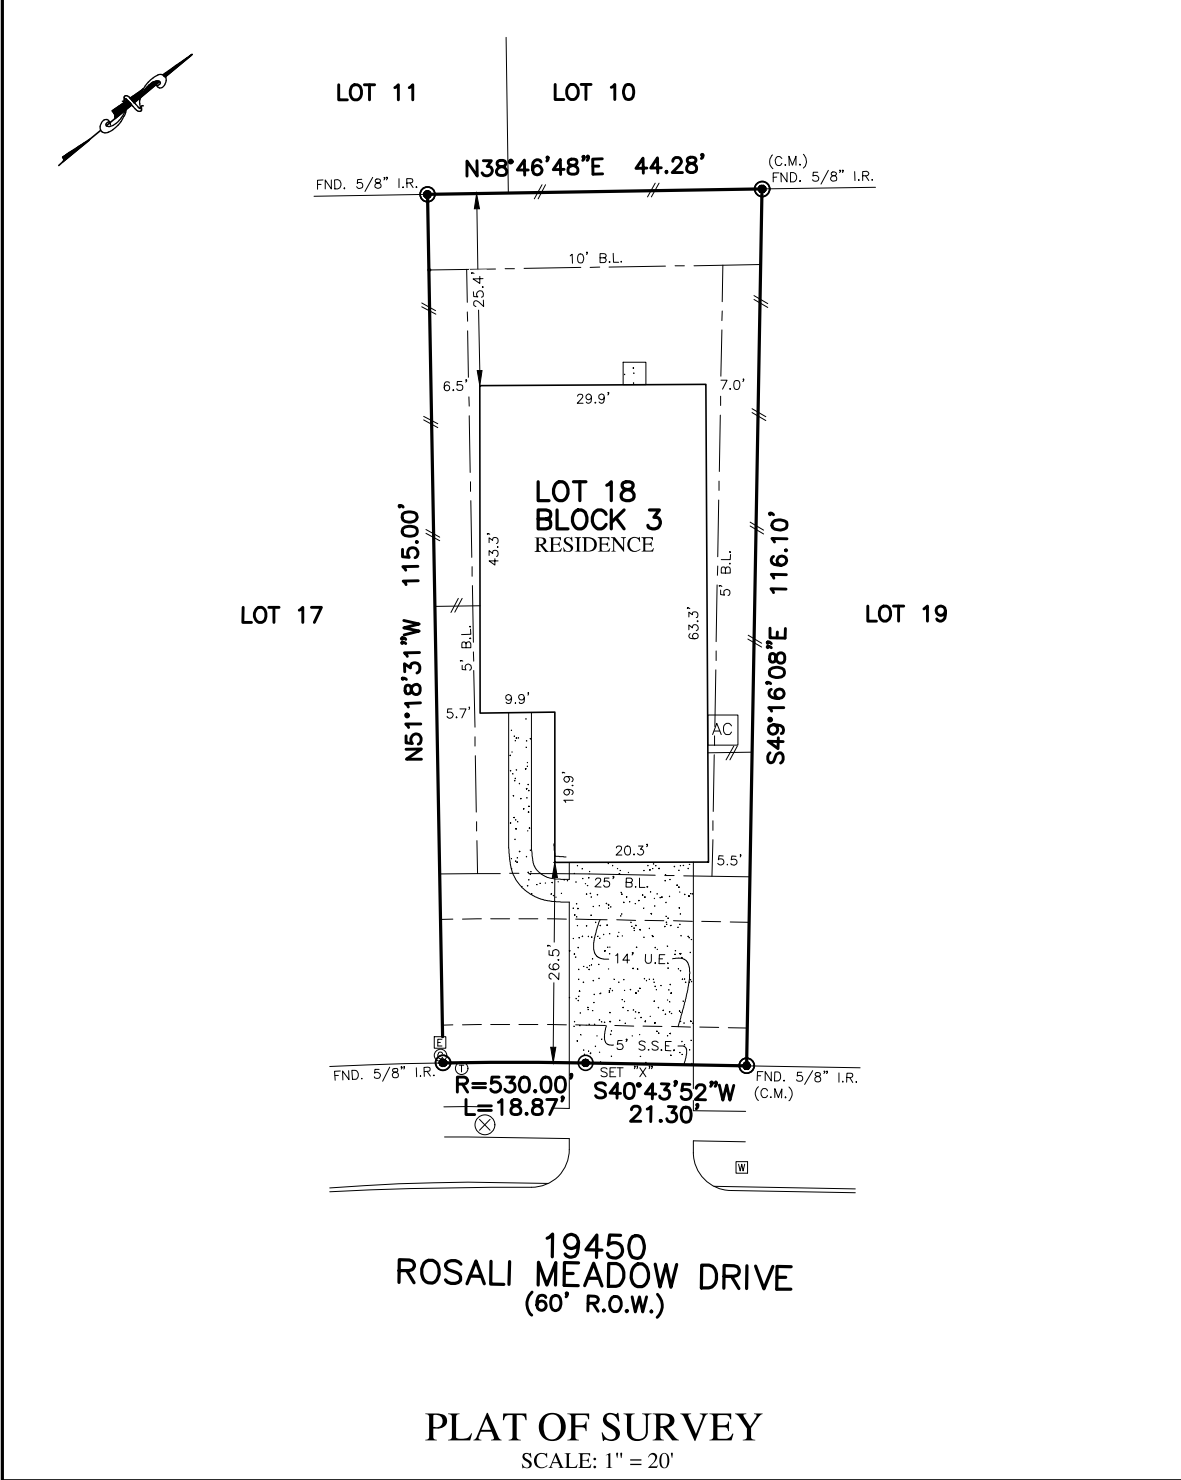 LOT 11
LOT 10
N38°46'48"E 44.28'
(C.M.)
FND. 5/8" I.R.
FND. 5/8" I.R.
10' B.L.
25.4'
6.5'
7.0'
29.9'
LOT 18
BLOCK 3
RESIDENCE
43.3'
N51°18'31"W 115.00'
S49°16'08"E 116.10'
5' B.L.
63.3'
LOT 17
LOT 19
5' B.L.
9.9'
5.7'
AC
19.9'
20.3'
5.5'
25' B.L.
26.5'
14' U.E.
5' S.S.E.
E
T
FND. 5/8" I.R.
SET "X"
FND. 5/8" I.R.
(C.M.)
R=530.00'
L=18.87'
S40°43'52"W
21.30'
W
19450
ROSALI MEADOW DRIVE
(60' R.O.W.)
PLAT OF SURVEY
SCALE: 1" = 20'